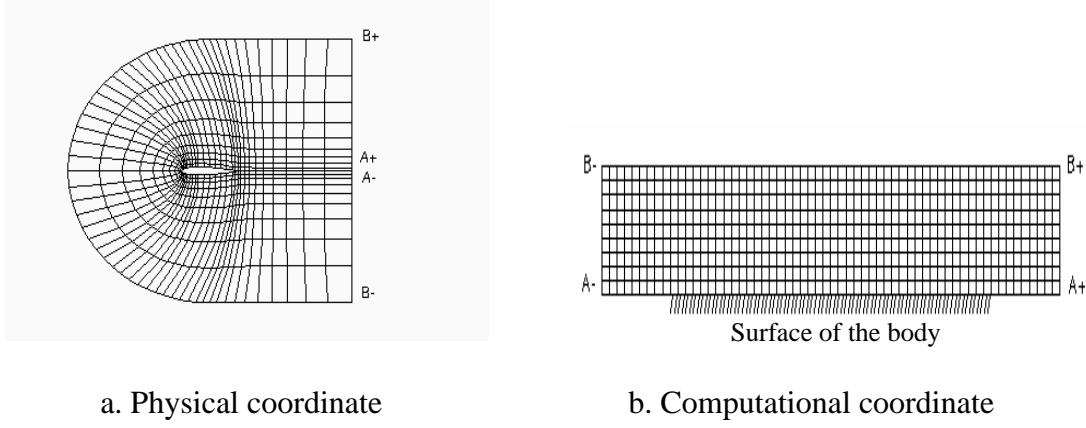 B+
A+
A-
B-
B-
B+
A-
A+
Surface of the body
a. Physical coordinate
b. Computational coordinate